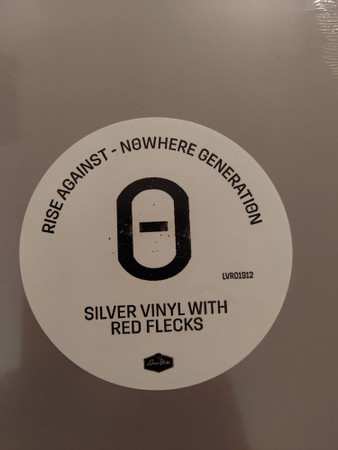 RISE AGAINST - NOWHERE GENERATION
LVR01912
SILVER VINYL WITH
RED FLECKS